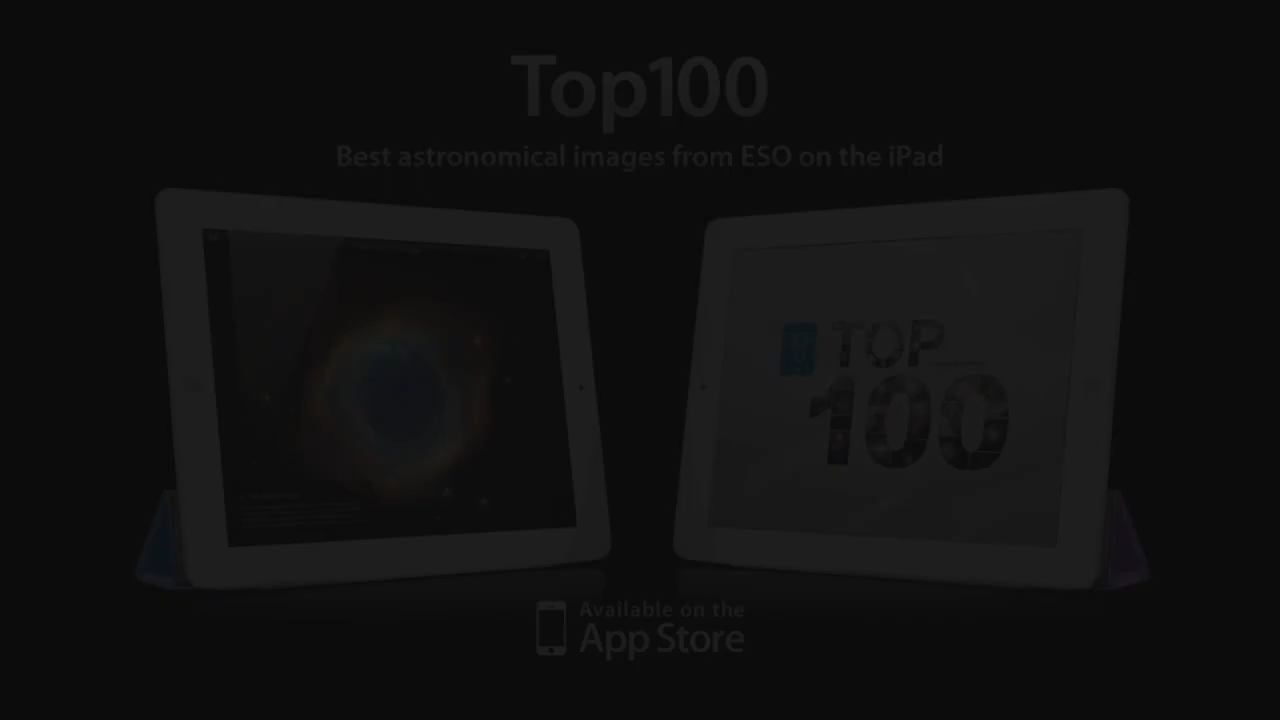 Top100
Best astronomical images from ESO on the iPad
TOP
100
Available on the
App Store